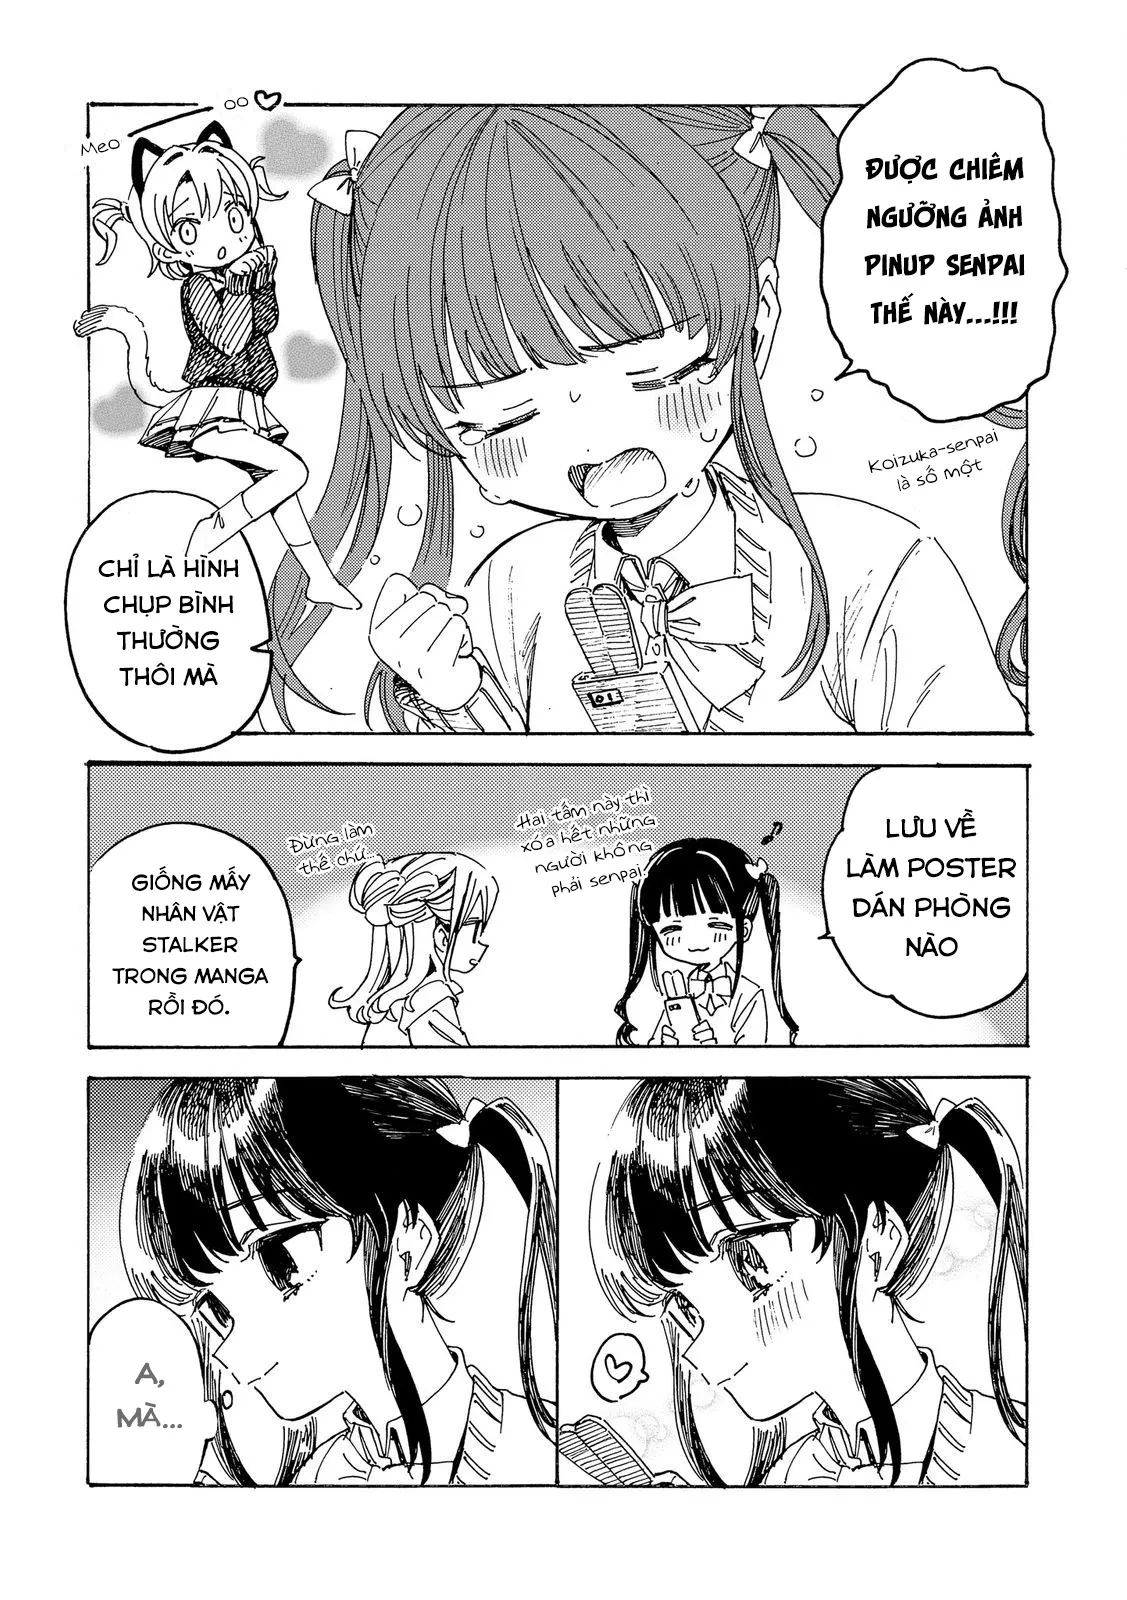 ĐƯỢC CHIÊM
NGƯỠNG ẢNH
PINUP SENPAI
THẾ NÀY...!!!
Meo
oo
Koizuka-senpai
là số một
CHỈ LÀ HÌNH
CHỤP BÌNH
THƯỜNG
THÔI MÀ
LƯU VỀ
LÀM POSTER
DÁN PHÒNG
NÀO
Hai tấm này thì
xóa hết những
người không
phải senpai.
Đừng làm
thế chứ...
GIỐNG MẤY
NHÂN VẬT
STALKER
TRONG MANGA
RỒI ĐÓ.
A,
MÀ...